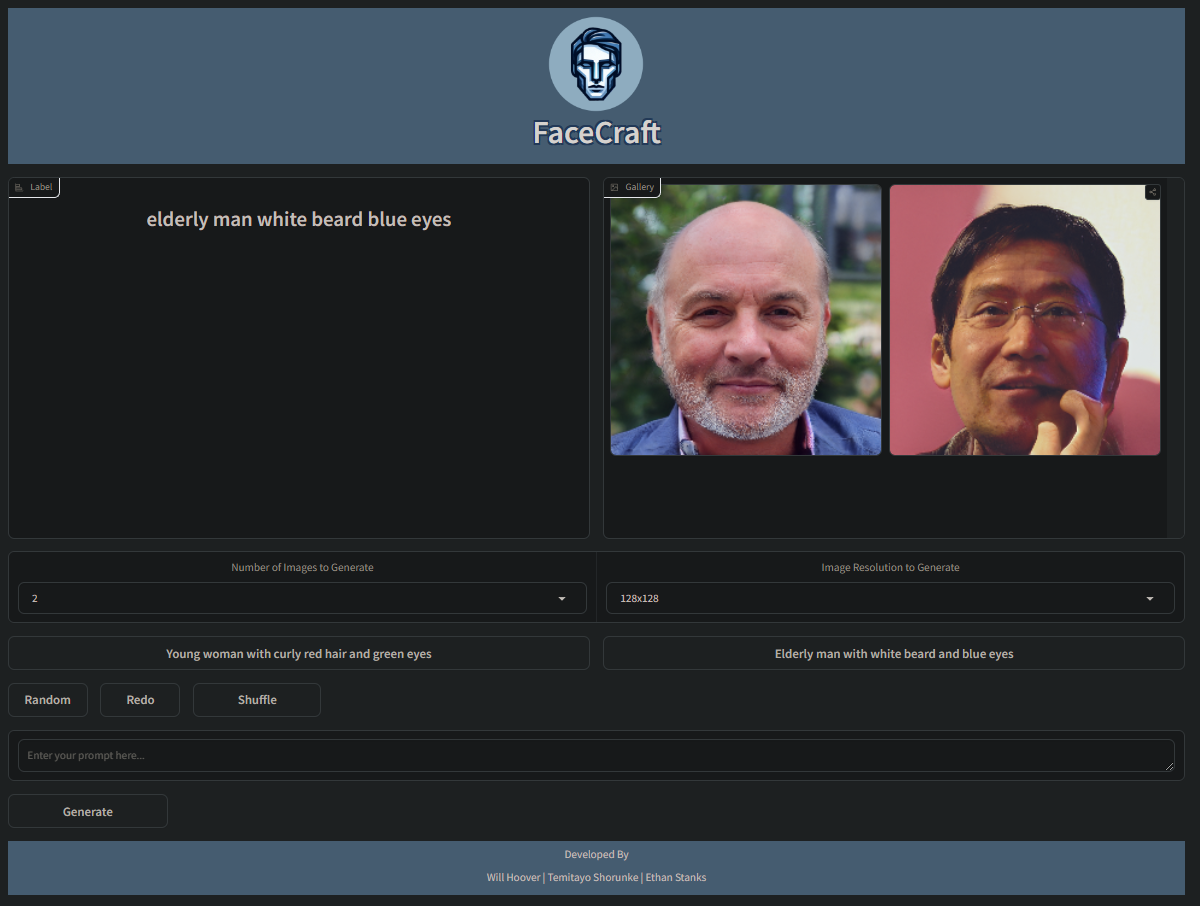 FaceCraft
Label
elderly man white beard blue eyes
Gallery
Number of Images to Generate
2
Image Resolution to Generate
128x128
Young woman with curly red hair and green eyes
Elderly man with white beard and blue eyes
Random
Redo
Shuffle
Enter your prompt here...
Generate
Developed By
Will Hoover | Temitayo Shorunke | Ethan Stanks